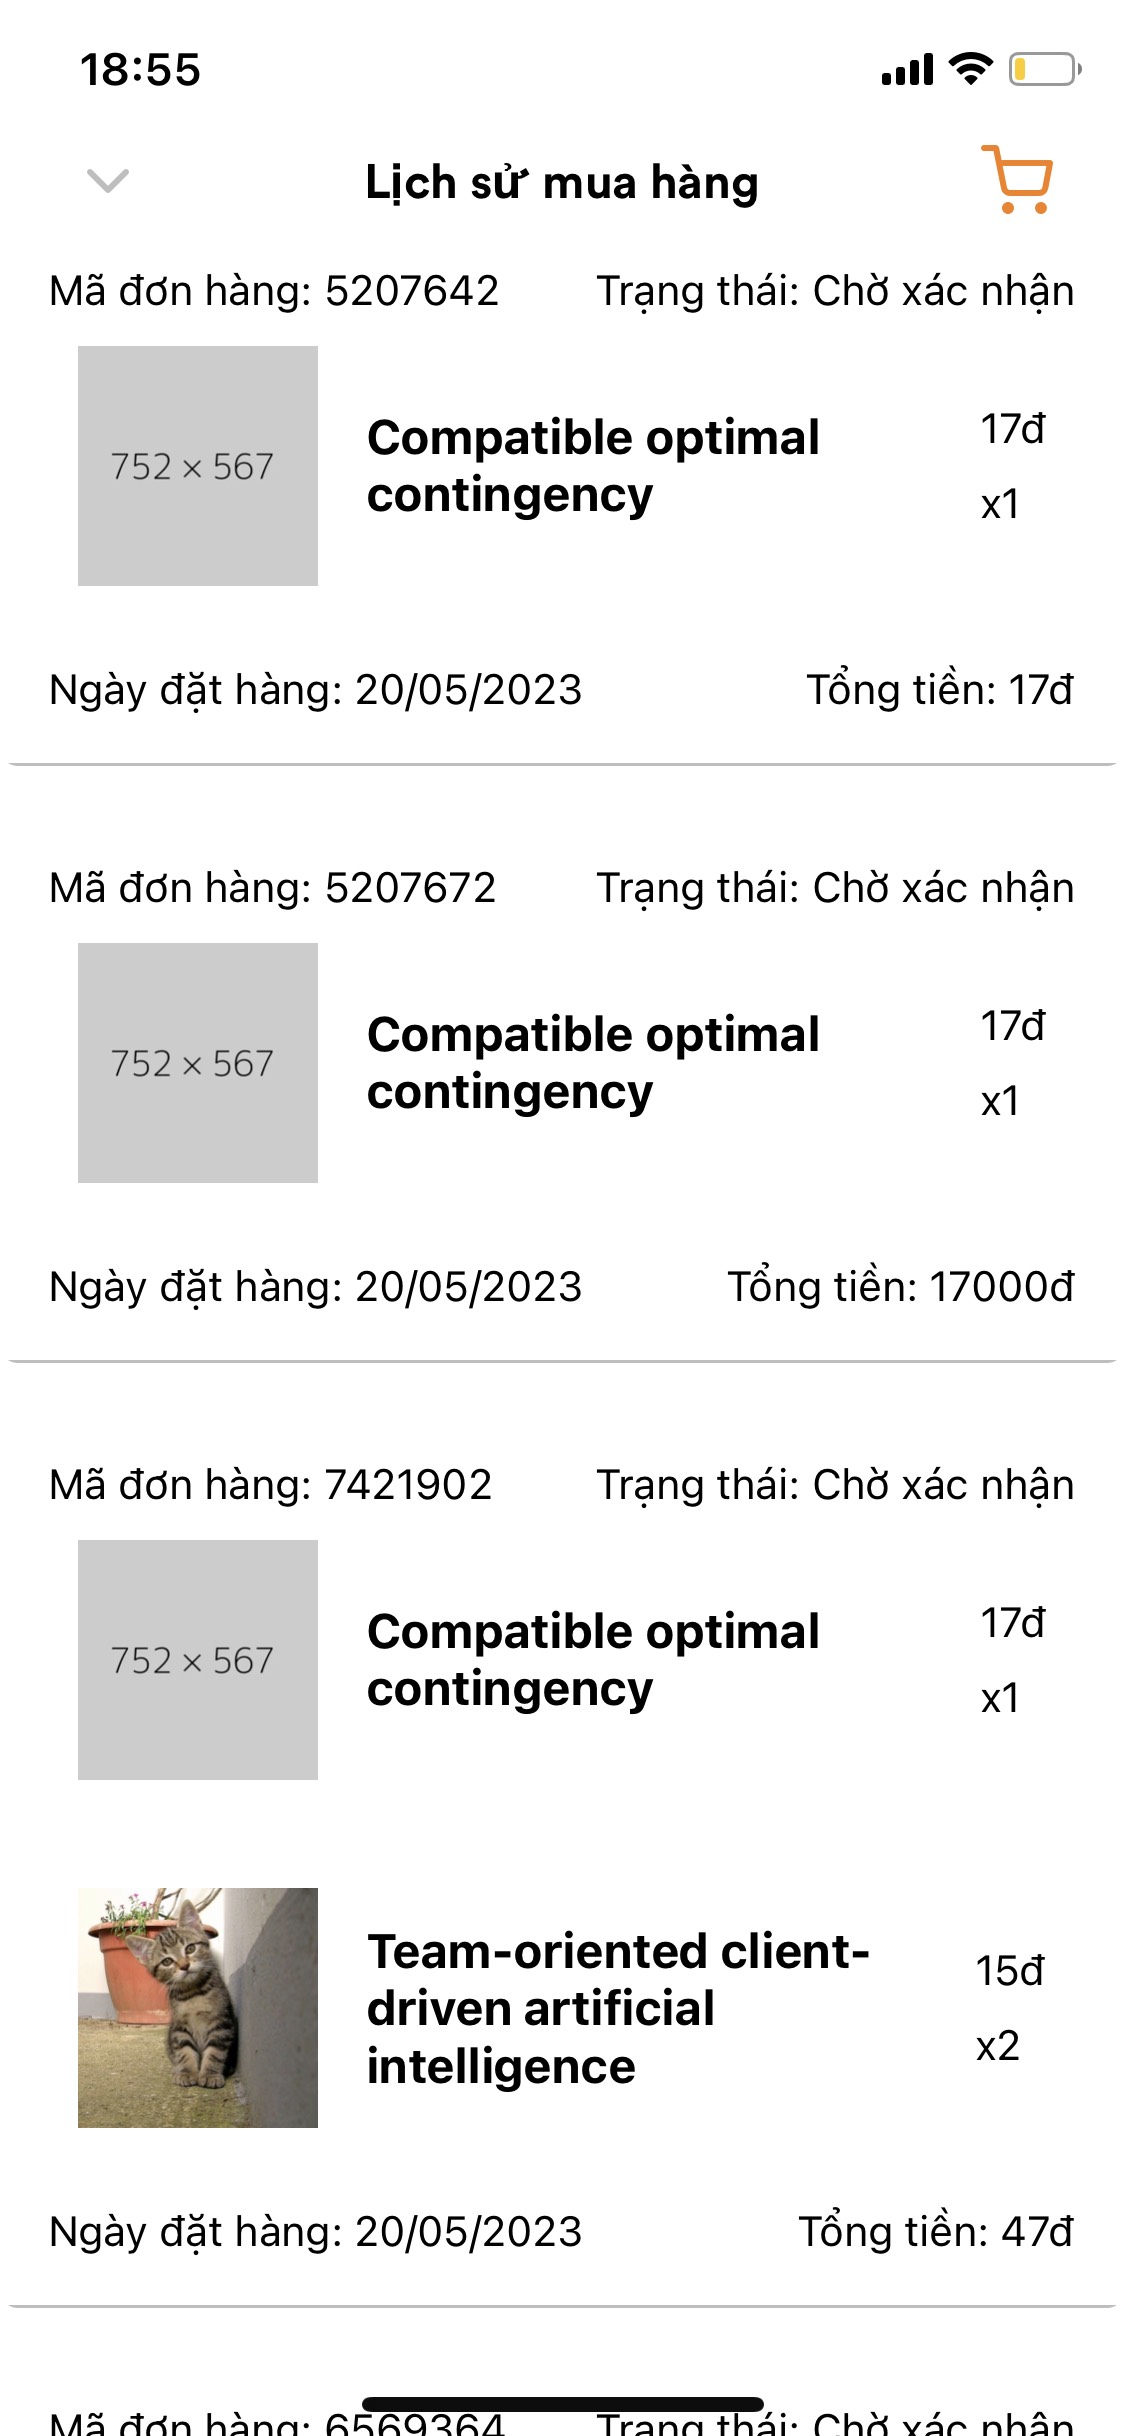 18:55
Lịch sử mua hàng
Mã đơn hàng: 5207642 Trạng thái: Chờ xác nhận
752 × 567
Compatible optimal
contingency
17đ
x1
Ngày đặt hàng: 20/05/2023 Tổng tiền: 17đ
Mã đơn hàng: 5207672 Trạng thái: Chờ xác nhận
752 × 567
Compatible optimal
contingency
17đ
x1
Ngày đặt hàng: 20/05/2023 Tổng tiền: 17000đ
Mã đơn hàng: 7421902 Trạng thái: Chờ xác nhận
752 × 567
Compatible optimal
contingency
17đ
x1
Team-oriented client-
driven artificial
intelligence
15đ
x2
Ngày đặt hàng: 20/05/2023 Tổng tiền: 47đ
Mã đơn hàng: 6569364 Trạng thái: Chờ xác nhận